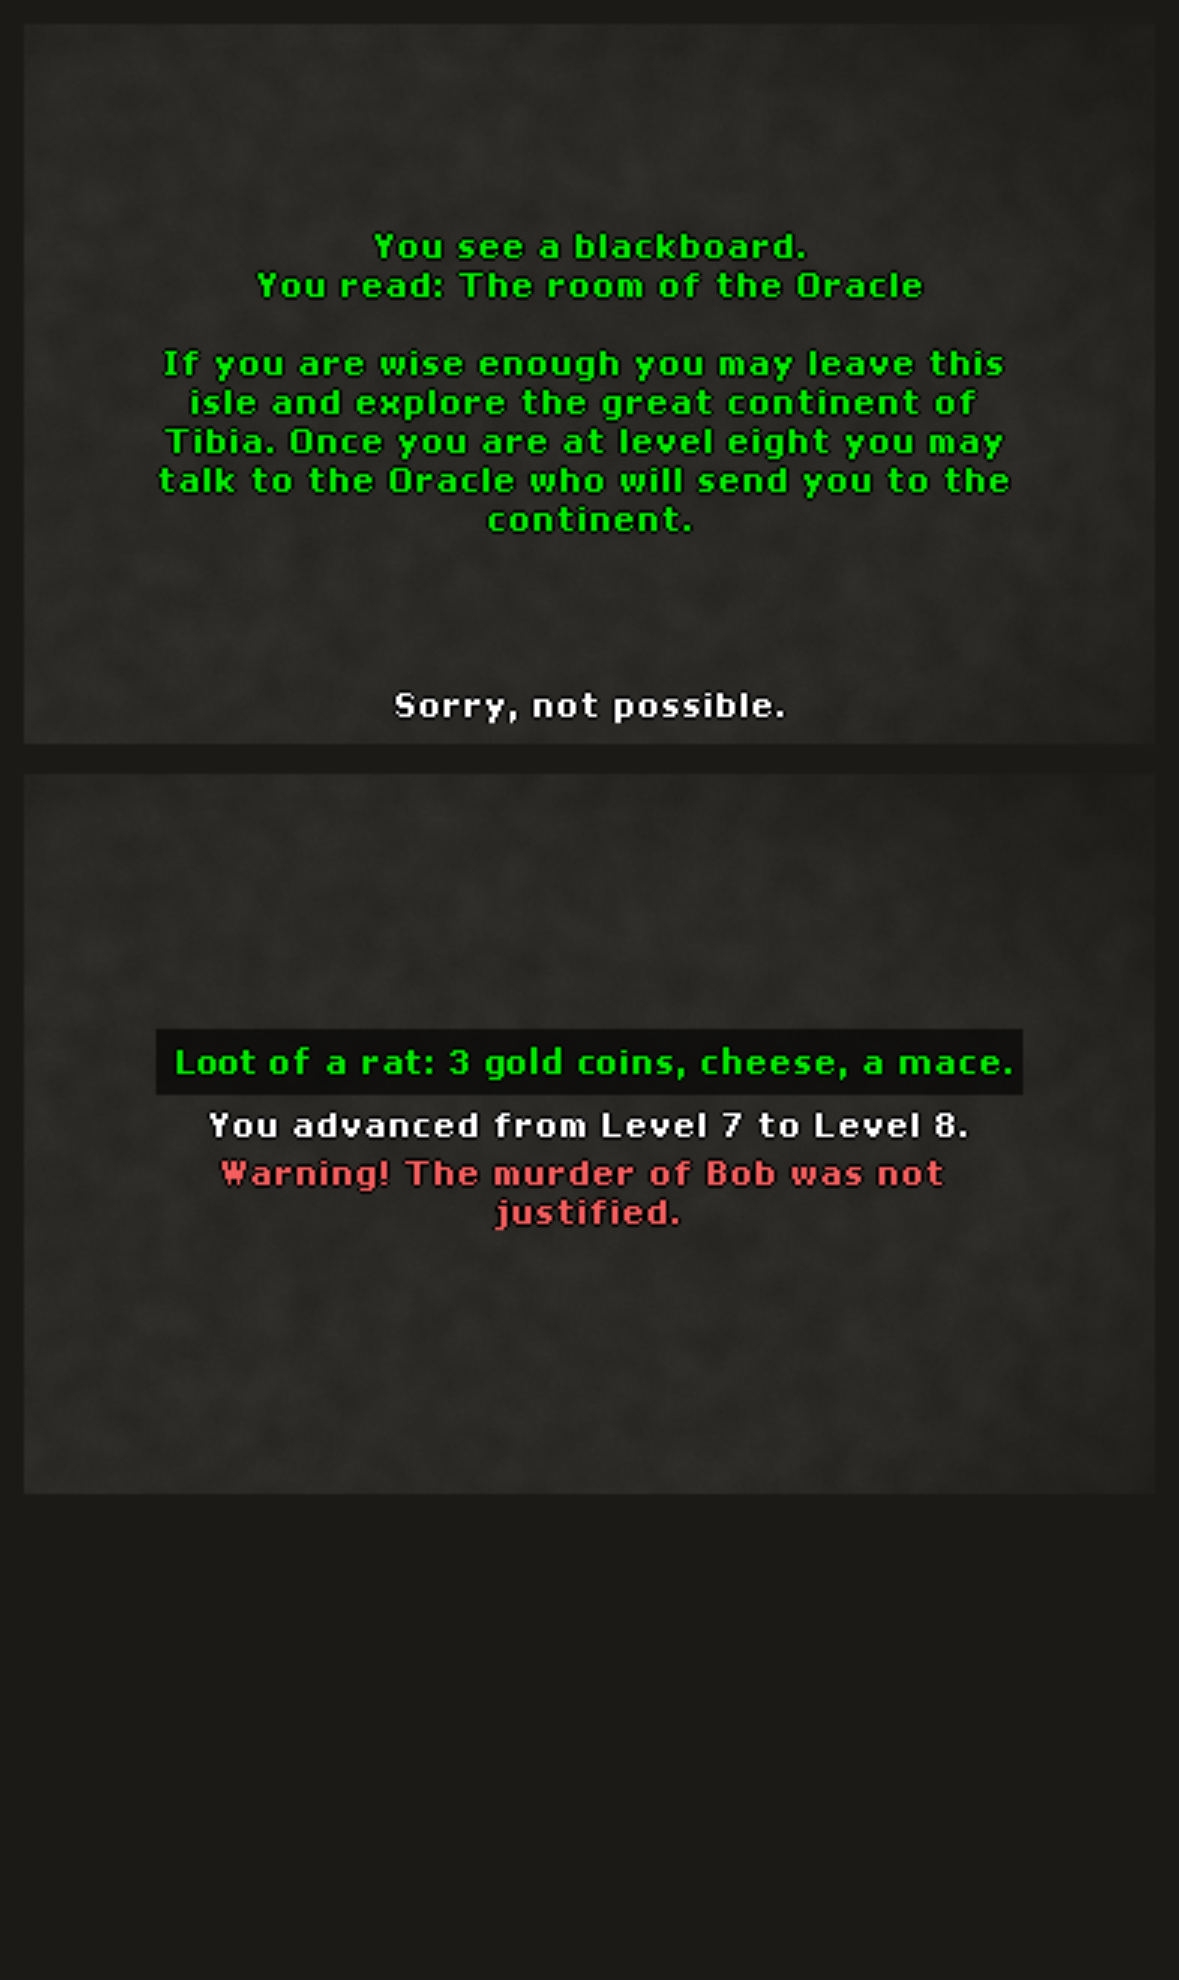 You see a blackboard.
You read: The room of the Oracle
If you are wise enough you may leave this
isle and explore the great continent of
Tibia. Once you are at level eight you may
talk to the Oracle who will send you to the
continent.
Sorry, not possible.
Loot of a rat: 3 gold coins, cheese, a mace.
You advanced from Level 7 to Level 8.
Warning! The murder of Bob was not
justified.